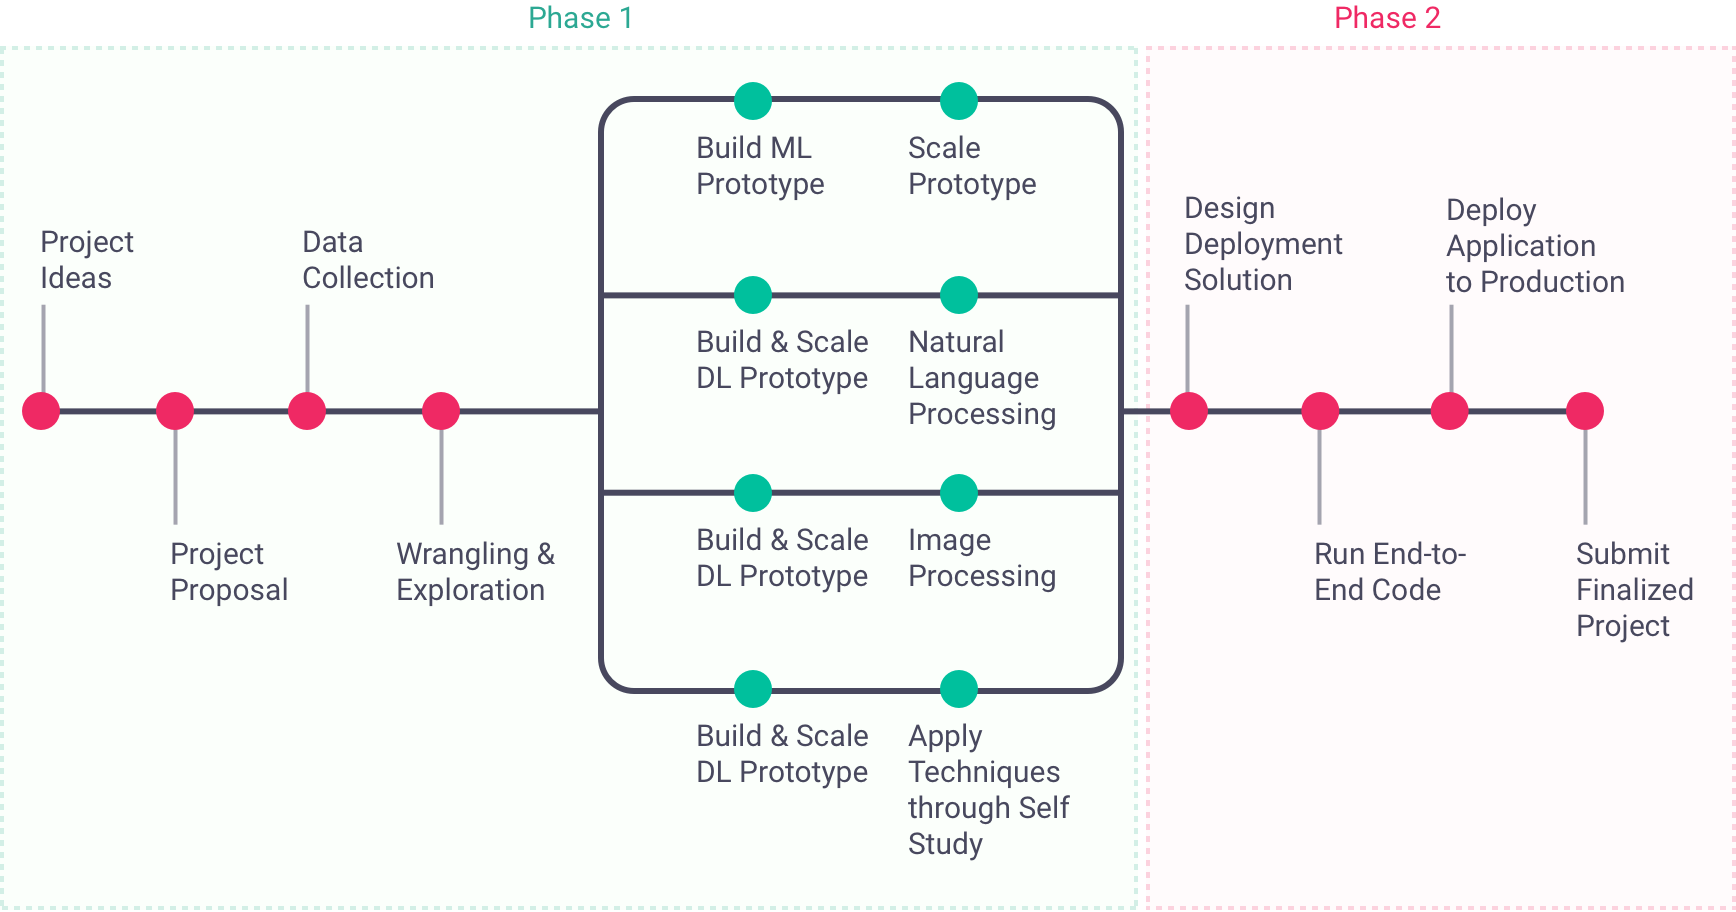 Phase 1
Phase 2
Project
Ideas
Project
Proposal
Data
Collection
Wrangling &
Exploration
Build ML
Prototype
Scale
Prototype
Build & Scale
DL Prototype
Natural
Language
Processing
Build & Scale
DL Prototype
Image
Processing
Build & Scale
DL Prototype
Apply
Techniques
through Self
Study
Design
Deployment
Solution
Run End-to-
End Code
Deploy
Application
to Production
Submit
Finalized
Project